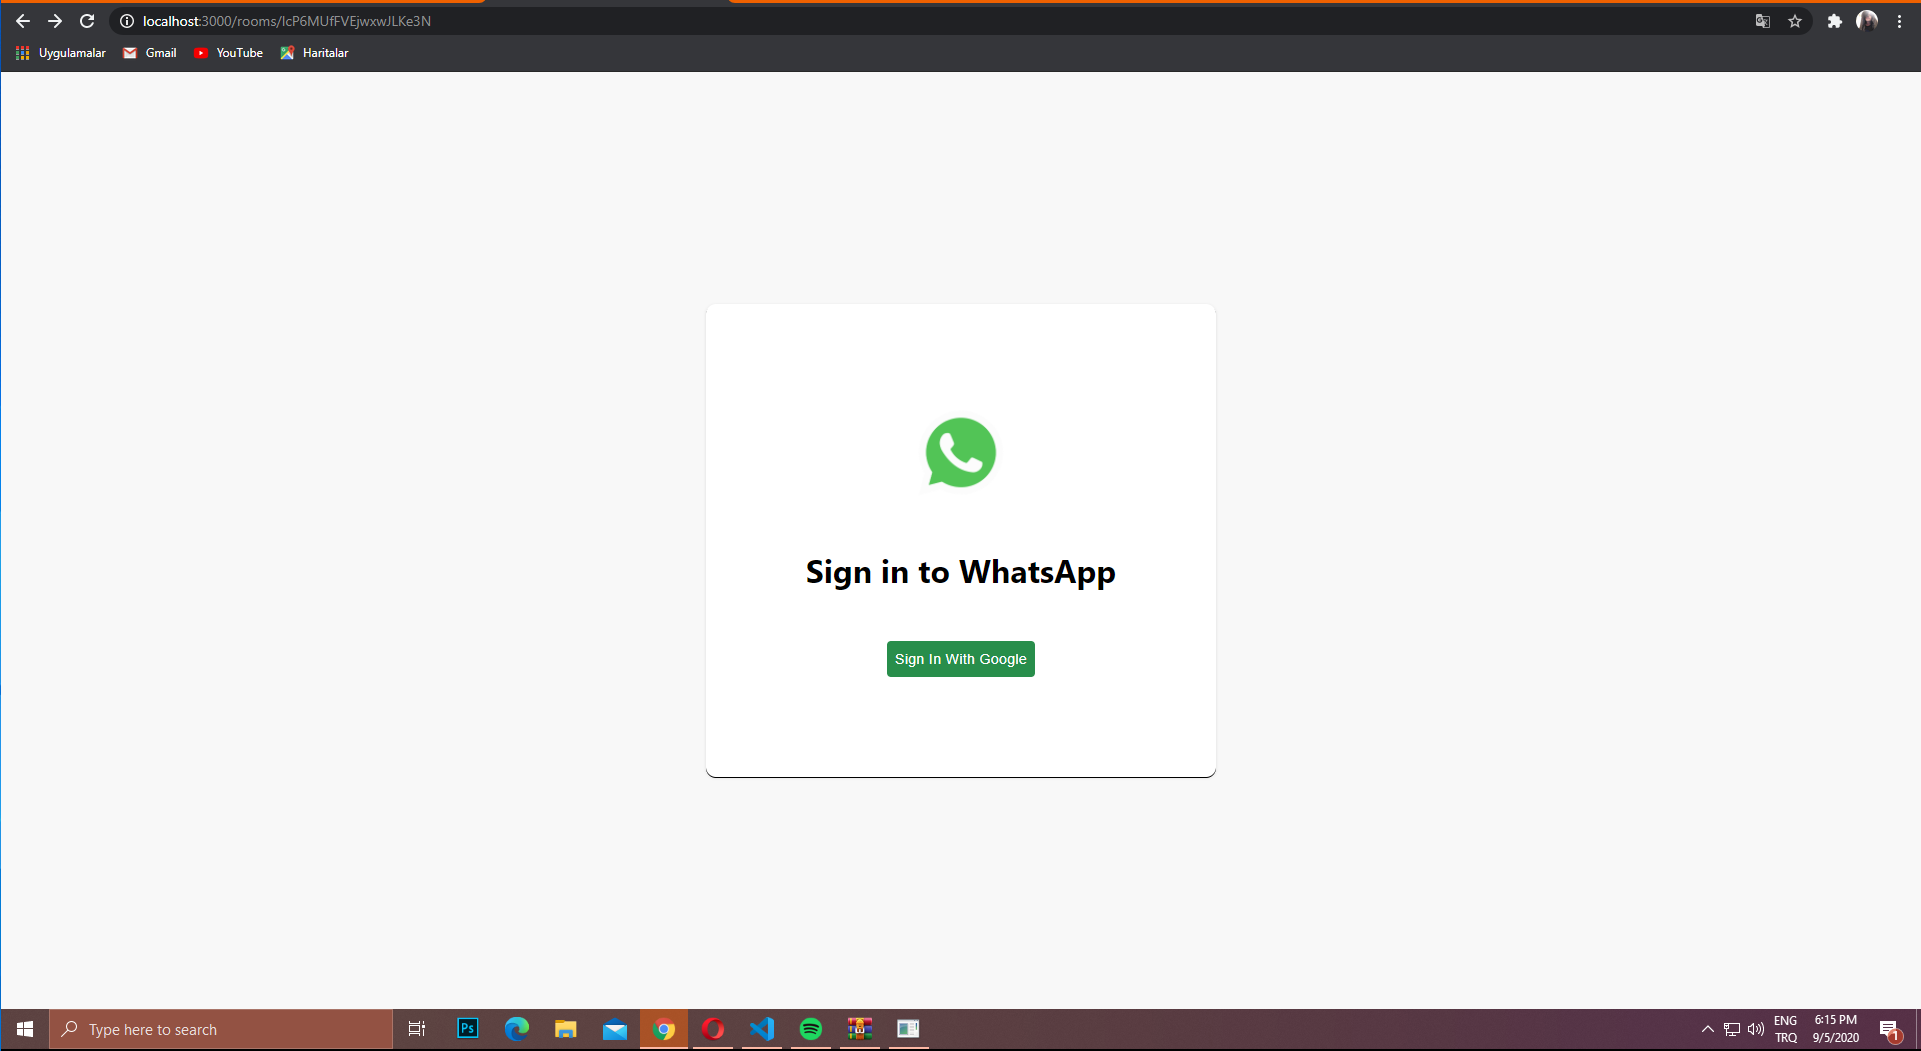 localhost:3000/rooms/IcP6MUfFVEjwxwJLKe3N
Uygulamalar Gmail YouTube Haritalar
Sign in to WhatsApp
Sign In With Google
Type here to search
Ps
ENG 6:15 PM
TRQ 9/5/2020
1